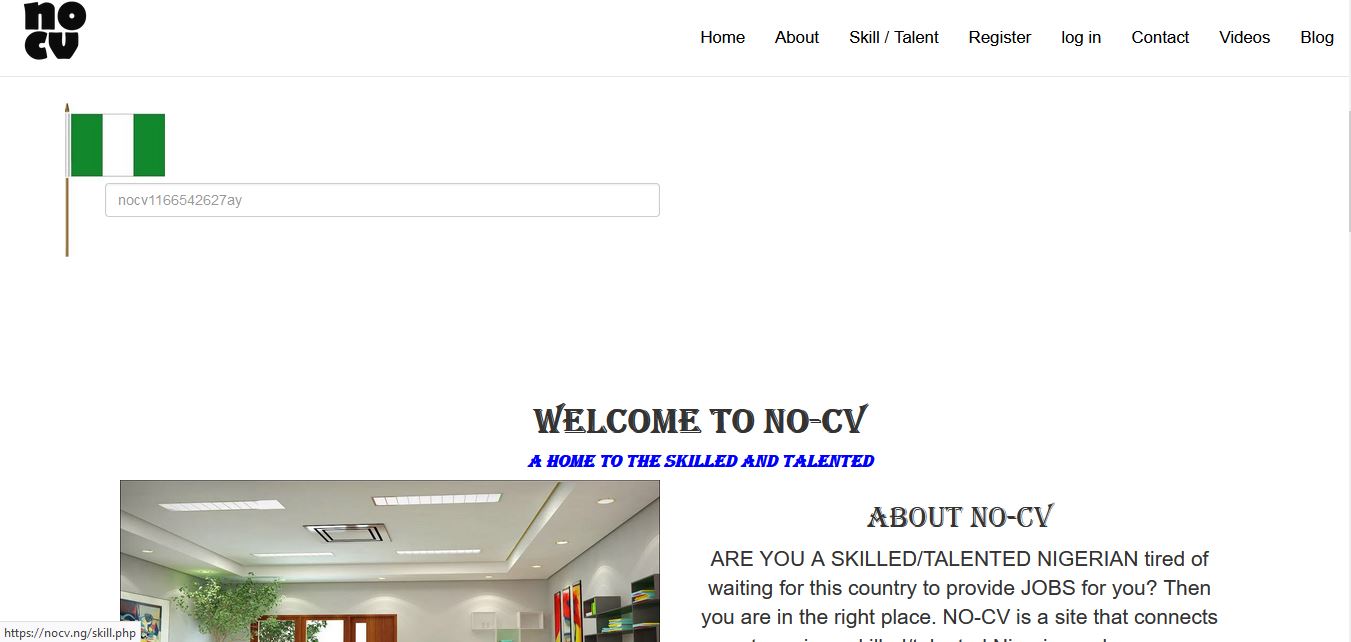 no
cv
Home About Skill / Talent Register log in Contact Videos Blog
nocv1166542627ay
WELCOME TO NO-CV
A HOME TO THE SKILLED AND TALENTED
ABOUT NO-CV
ARE YOU A SKILLED/TALENTED NIGERIAN tired of
waiting for this country to provide JOBS for you? Then
you are in the right place. NO-CV is a site that connects
https://nocv.ng/skill.php